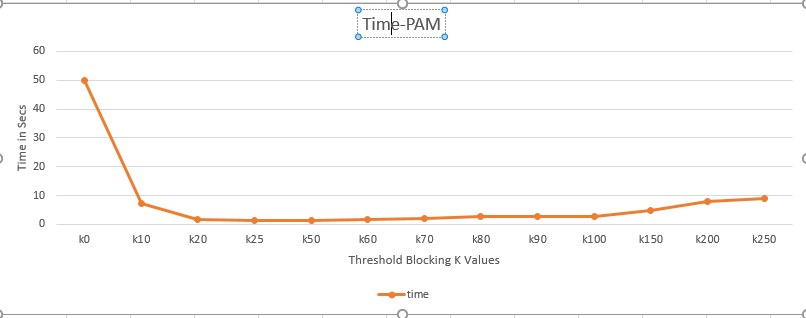 Time-PAM
60
50
40
30
20
10
0
Time in Secs
k0 k10 k20 k25 k50 k60 k70 k80 k90 k100 k150 k200 k250
Threshold Blocking K Values
time